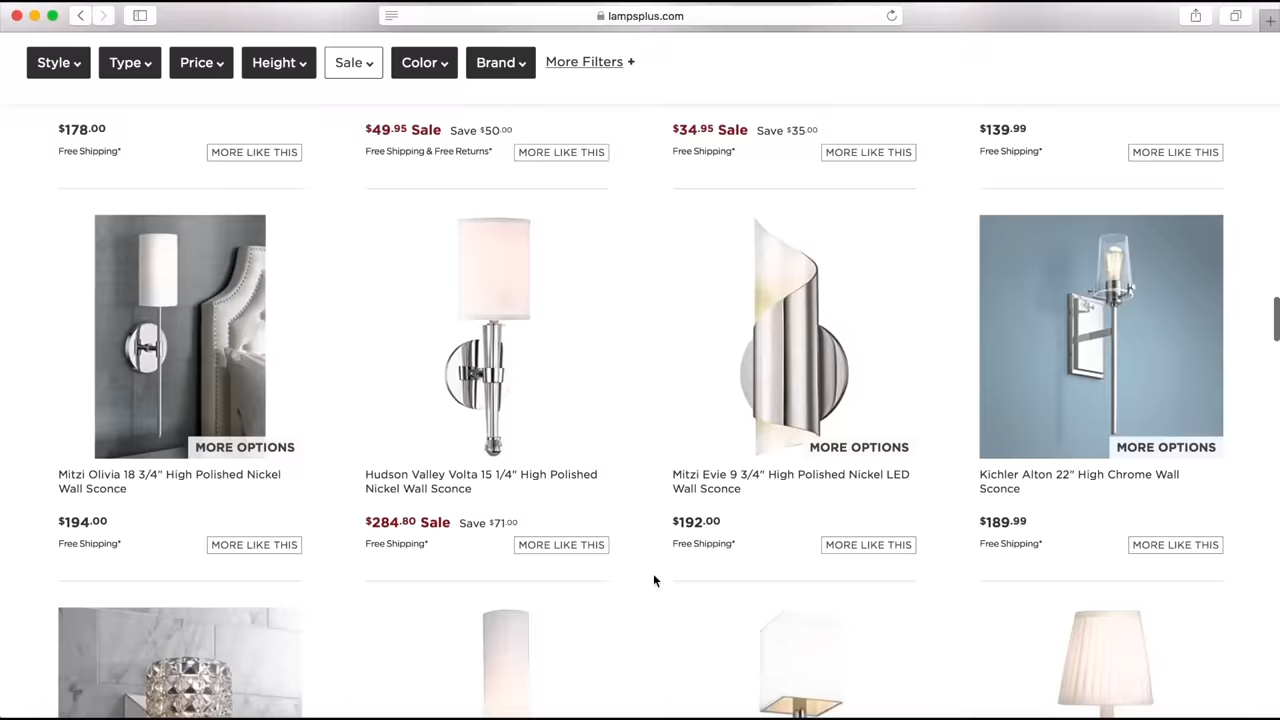 lampsplus.com
Style Type Price Height Sale Color Brand More Filters +
$178.00 $49.95 Sale Save $50.00 $34.95 Sale Save $35.00 $139.99
Free Shipping* MORE LIKE THIS Free Shipping & Free Returns* MORE LIKE THIS Free Shipping* MORE LIKE THIS Free Shipping* MORE LIKE THIS
MORE OPTIONS MORE OPTIONS MORE OPTIONS
Mitzi Olivia 18 3/4" High Polished Nickel
Wall Sconce
Hudson Valley Volta 15 1/4" High Polished
Nickel Wall Sconce
Mitzi Evie 9 3/4" High Polished Nickel LED
Wall Sconce
Kichler Alton 22" High Chrome Wall
Sconce
$194.00 $284.80 Sale Save $71.00 $192.00 $189.99
Free Shipping* MORE LIKE THIS Free Shipping* MORE LIKE THIS Free Shipping* MORE LIKE THIS Free Shipping* MORE LIKE THIS